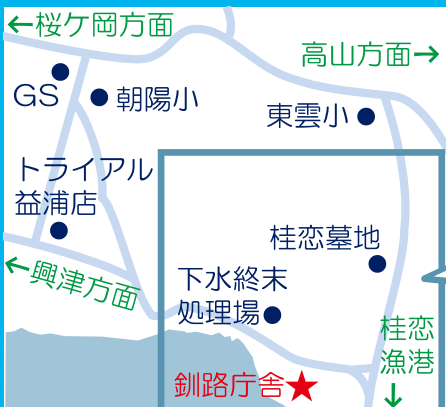 ←桜ケ岡方面
高山方面→
GS
朝陽小
東雲小
トライアル
益浦店
桂恋墓地
←興津方面
下水終末
処理場
桂恋
漁港
↓
釧路庁舎★